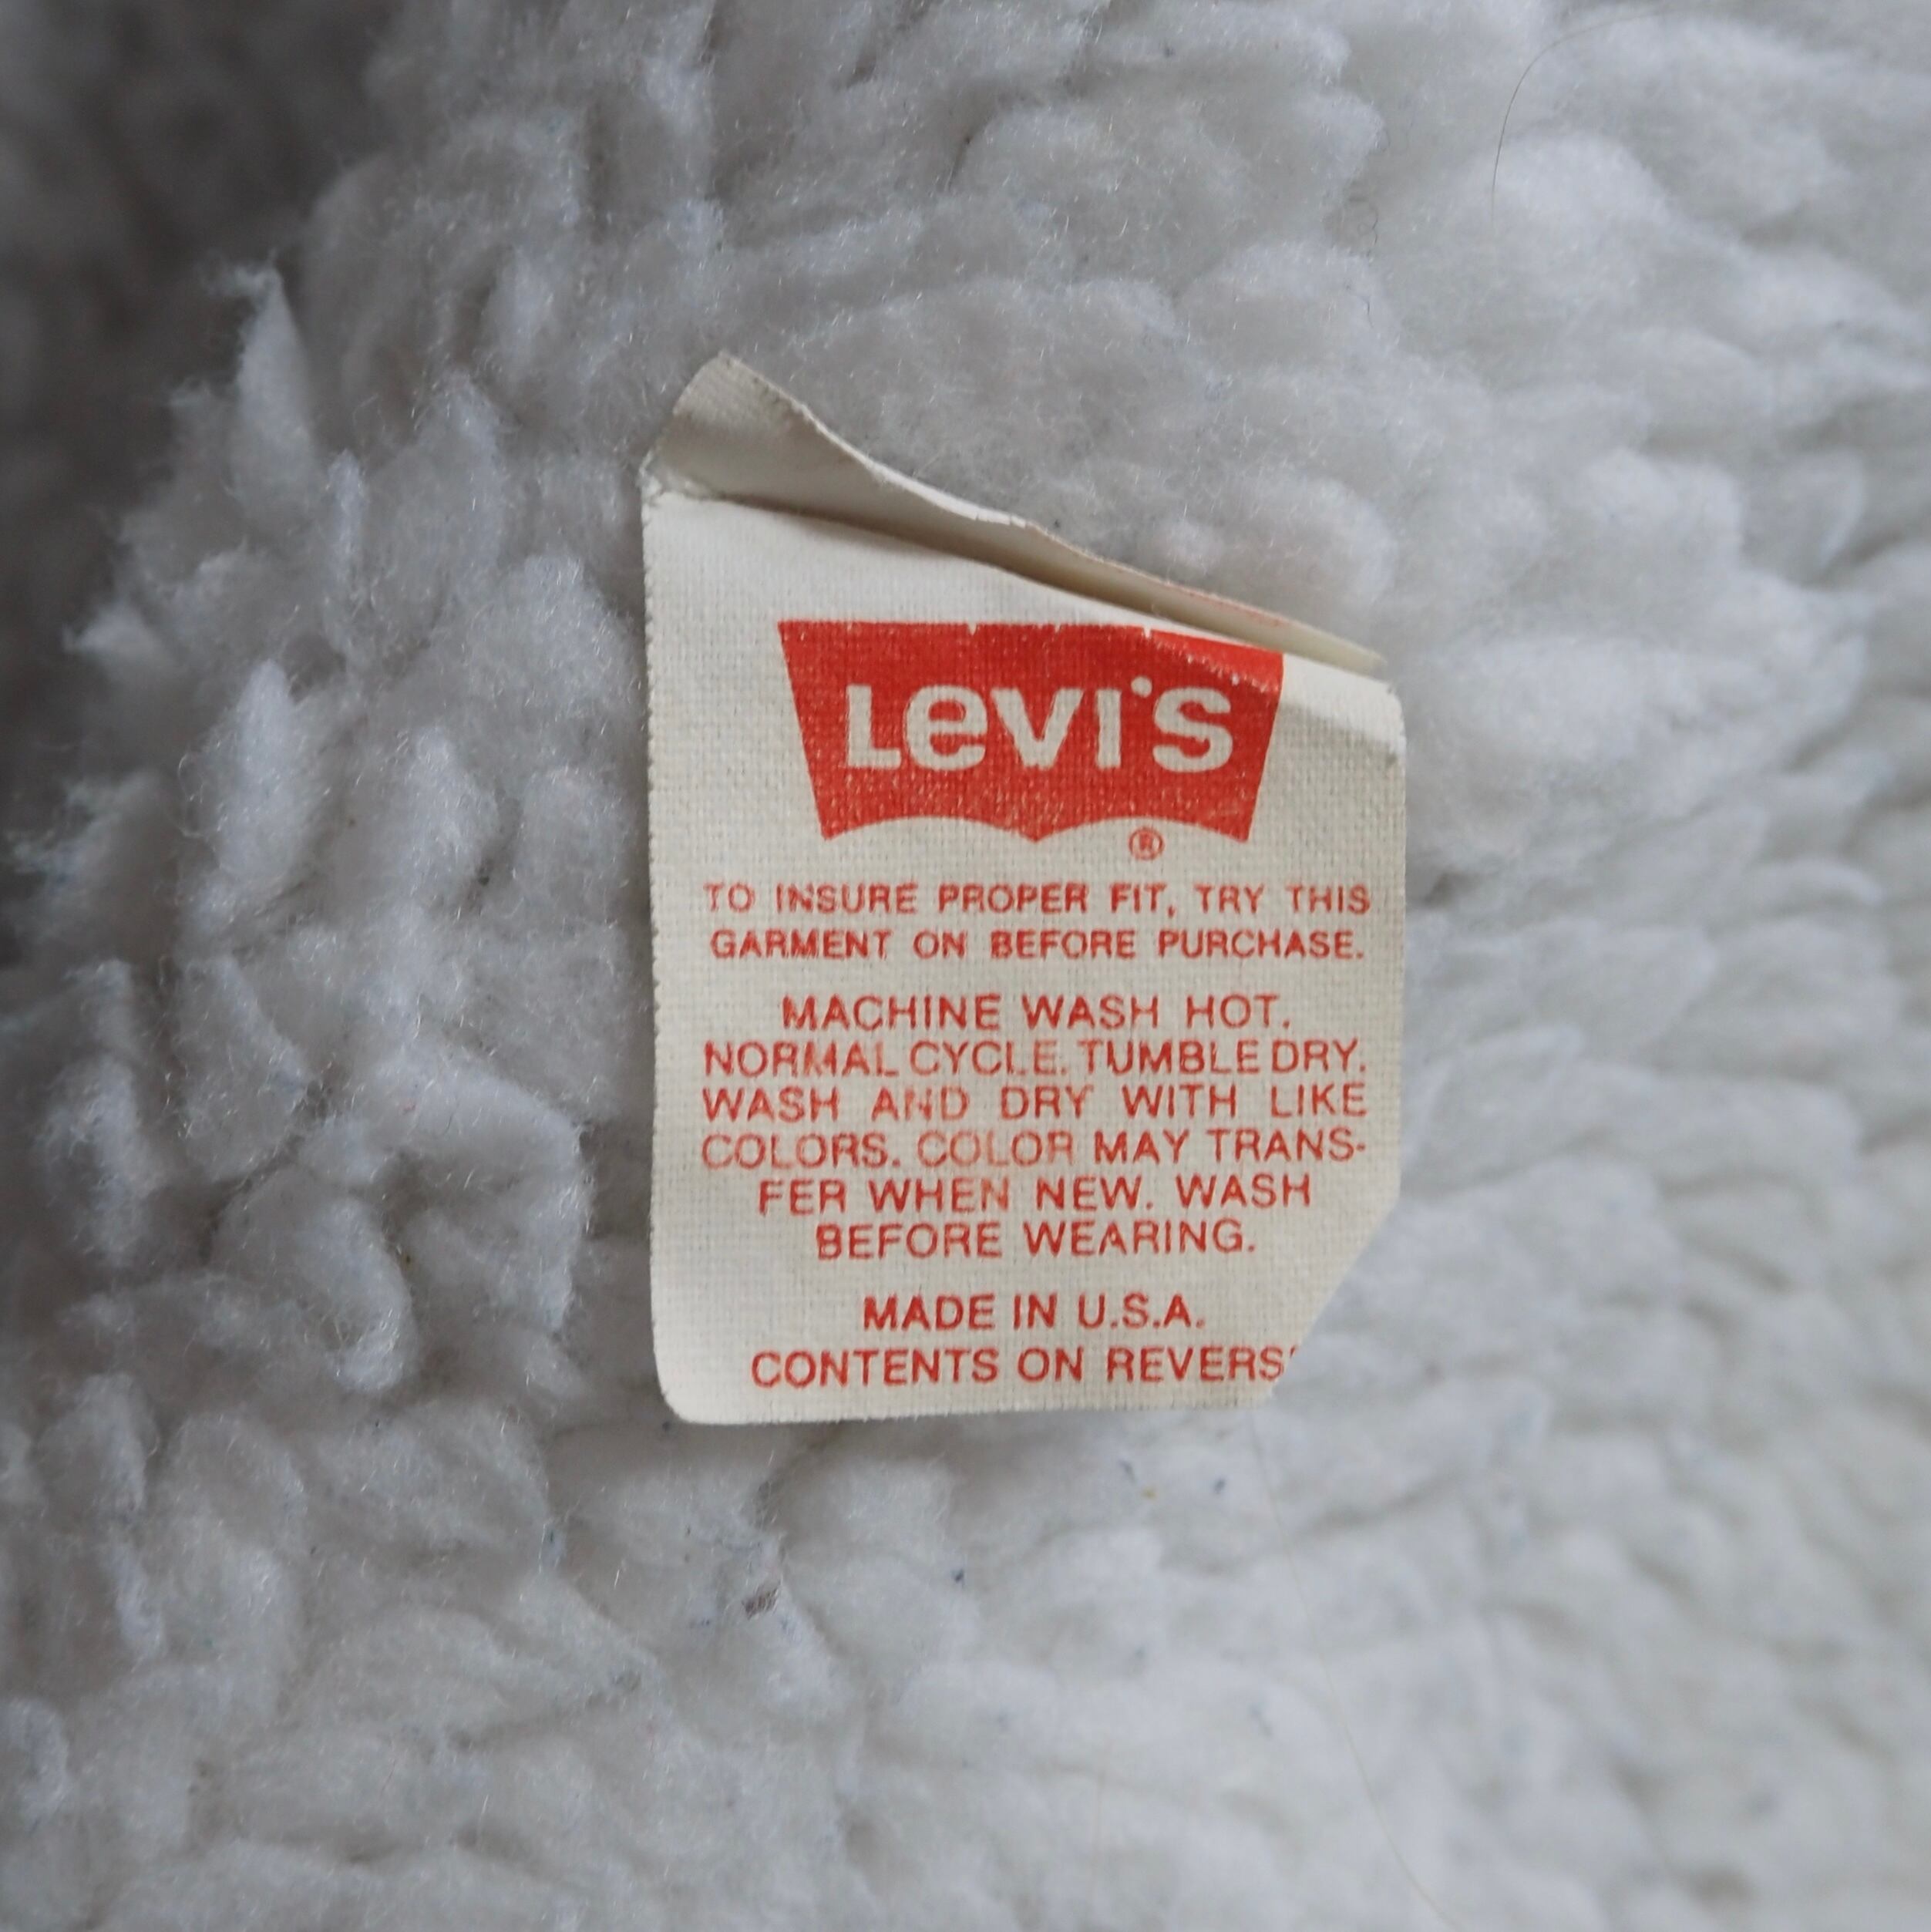 LEVI'S
®
TO INSURE PROPER FIT, TRY THIS
GARMENT ON BEFORE PURCHASE.
MACHINE WASH HOT.
NORMAL CYCLE. TUMBLE DRY.
WASH AND DRY WITH LIKE
COLORS. COLOR MAY TRANS-
FER WHEN NEW. WASH
BEFORE WEARING.
MADE IN U.S.A.
CONTENTS ON REVERS